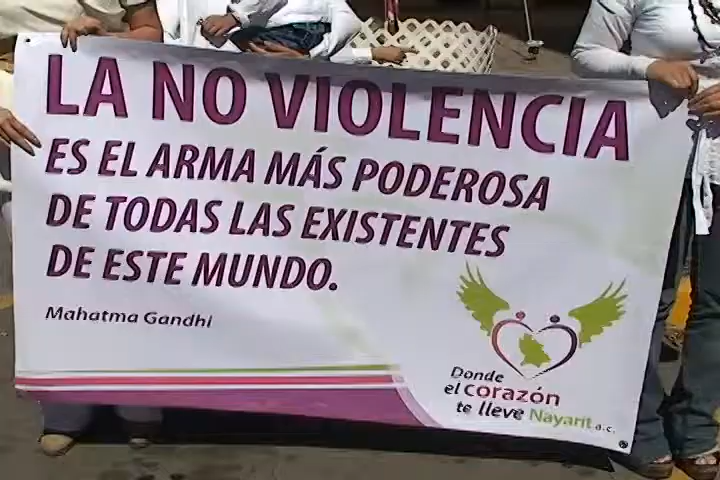 LA NO VIOLENCIA
ES EL ARMA MÁS PODEROSA
DE TODAS LAS EXISTENTES
DE ESTE MUNDO.
Mahatma Gandhi
Donde
el corazón
te lleve Nayarit a.c.